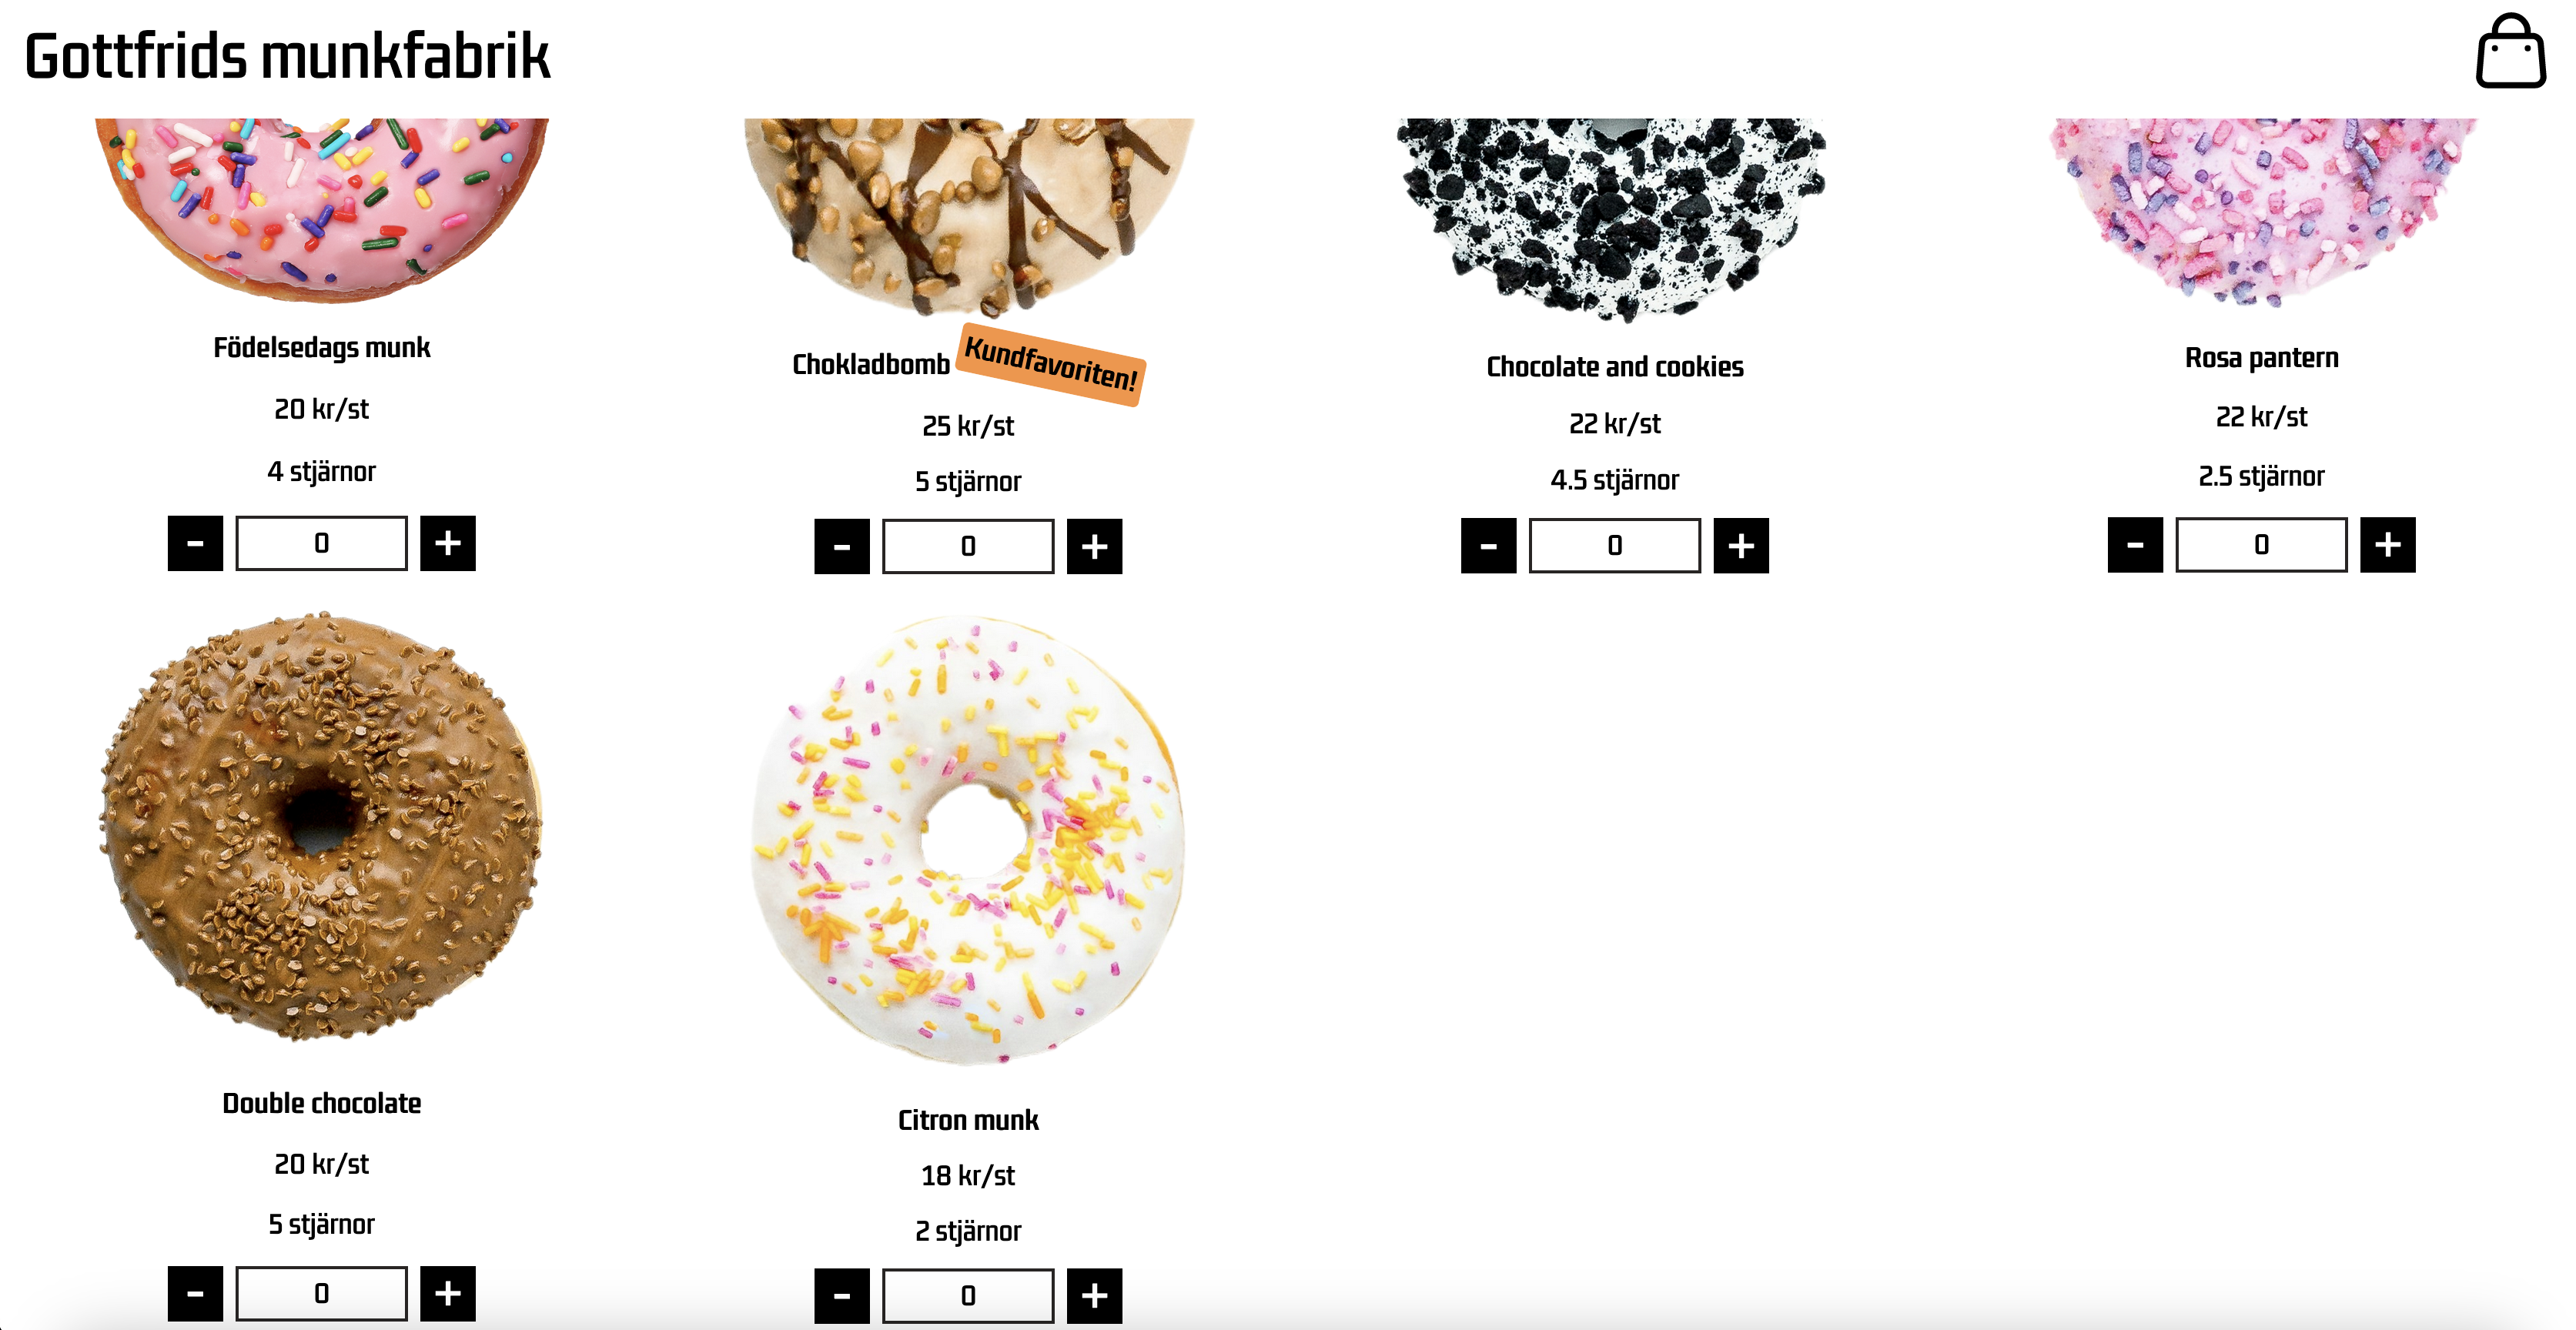 Gottfrids munkfabrik
Födelsedags munk
20 kr/st
4 stjärnor
- 0 +
Chokladbomb Kundfavoriten!
25 kr/st
5 stjärnor
- 0 +
Chocolate and cookies
22 kr/st
4.5 stjärnor
- 0 +
Rosa pantern
22 kr/st
2.5 stjärnor
- 0 +
Double chocolate
20 kr/st
5 stjärnor
- 0 +
Citron munk
18 kr/st
2 stjärnor
- 0 +